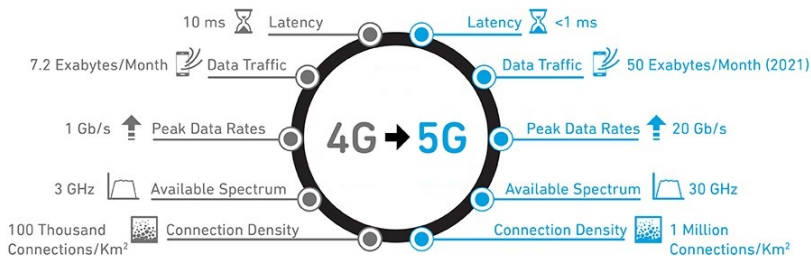 10 ms Latency
Latency <1 ms
7.2 Exabytes/Month Data Traffic
Data Traffic 50 Exabytes/Month (2021)
1 Gb/s Peak Data Rates
4G 5G
Peak Data Rates 20 Gb/s
3 GHz Available Spectrum
Available Spectrum 30 GHz
100 Thousand
Connections/Km² Connection Density
Connection Density 1 Million
Connections/Km²